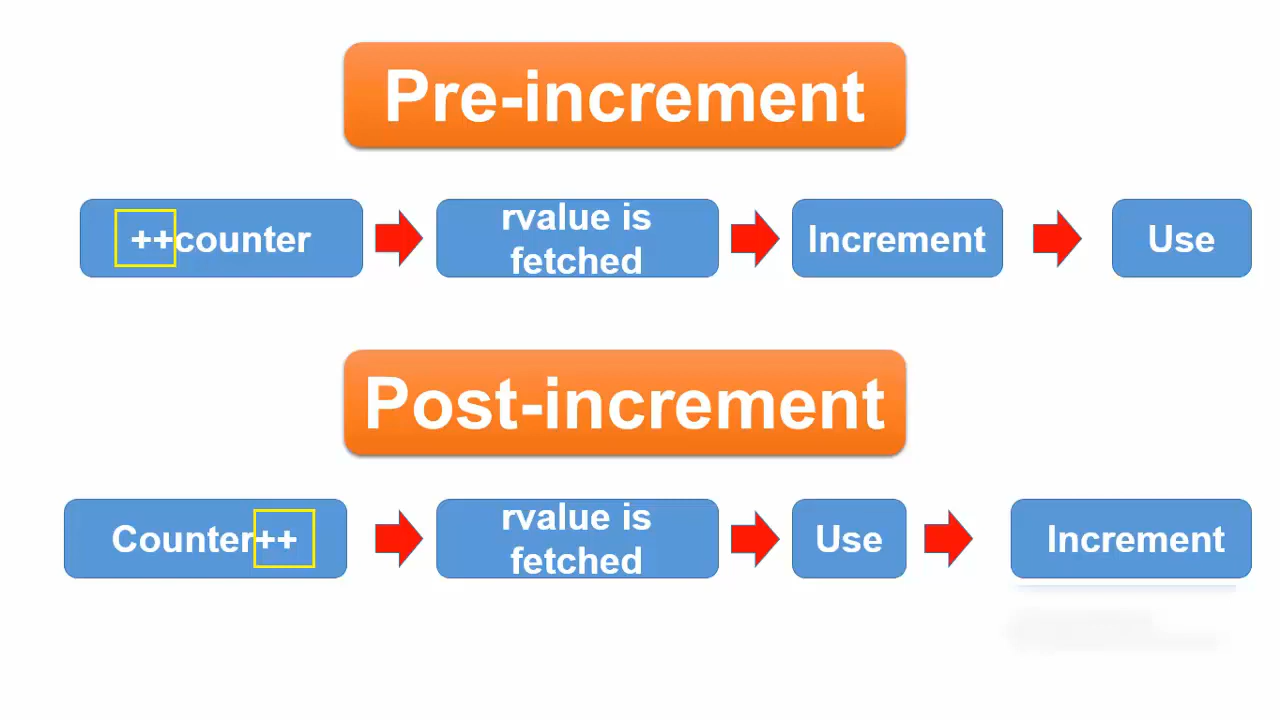 Pre-increment
++counter
rvalue is
fetched
Increment
Use
Post-increment
Counter++
rvalue is
fetched
Use
Increment